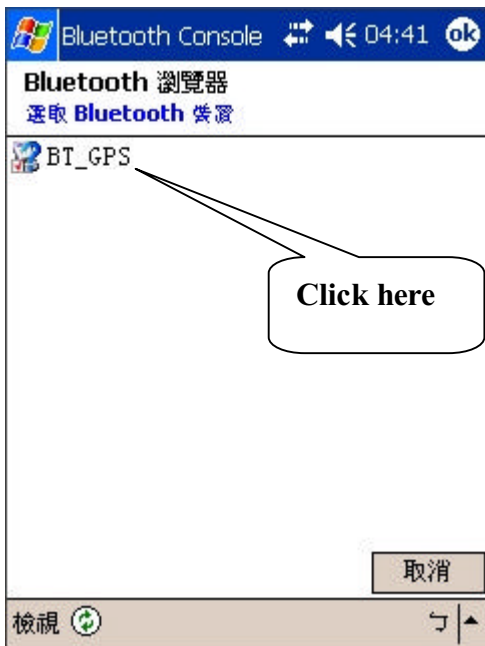 Bluetooth Console 04:41 ok
Bluetooth 瀏覽器
選取 Bluetooth 裝置
BT_GPS
Click here
取消
檢視 ㄅ